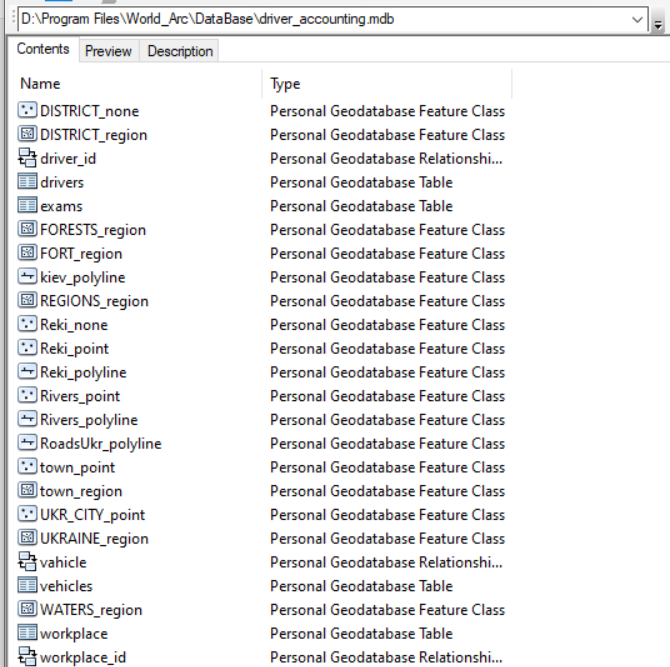 D:\Program Files\World_Arc\DataBase\driver_accounting.mdb
Contents Preview Description
Name Type
DISTRICT_none Personal Geodatabase Feature Class
DISTRICT_region Personal Geodatabase Feature Class
driver_id Personal Geodatabase Relationshi...
drivers Personal Geodatabase Table
exams Personal Geodatabase Table
FORESTS_region Personal Geodatabase Feature Class
FORT_region Personal Geodatabase Feature Class
kiev_polyline Personal Geodatabase Feature Class
REGIONS_region Personal Geodatabase Feature Class
Reki_none Personal Geodatabase Feature Class
Reki_point Personal Geodatabase Feature Class
Reki_polyline Personal Geodatabase Feature Class
Rivers_point Personal Geodatabase Feature Class
Rivers_polyline Personal Geodatabase Feature Class
RoadsUkr_polyline Personal Geodatabase Feature Class
town_point Personal Geodatabase Feature Class
town_region Personal Geodatabase Feature Class
UKR_CITY_point Personal Geodatabase Feature Class
UKRAINE_region Personal Geodatabase Feature Class
vahicle Personal Geodatabase Relationshi...
vehicles Personal Geodatabase Table
WATERS_region Personal Geodatabase Feature Class
workplace Personal Geodatabase Table
workplace_id Personal Geodatabase Relationshi...